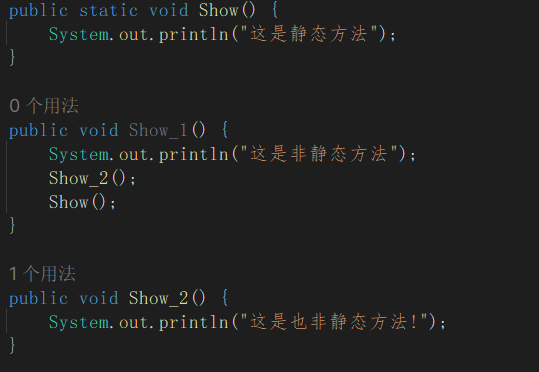 public static void Show() {
    System.out.println("这是静态方法");
}
0 个用法
public void Show_1() {
    System.out.println("这是非静态方法");
    Show_2();
    Show();
}
1 个用法
public void Show_2() {
    System.out.println("这是也非静态方法!");
}